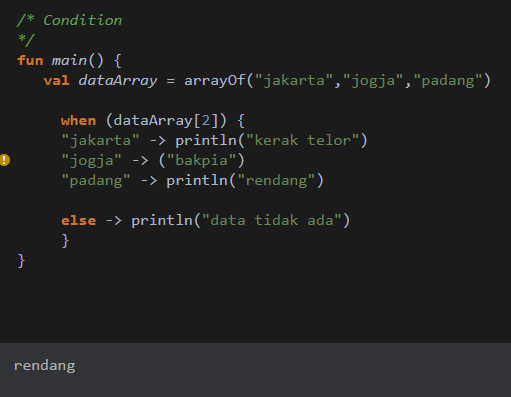 /* Condition
*/
fun main() {
val dataArray = arrayOf("jakarta","jogja","padang")
when (dataArray[2]) {
"jakarta" -> println("kerak telor")
"jogja" -> ("bakpia")
"padang" -> println("rendang")
else -> println("data tidak ada")
}
}
rendang